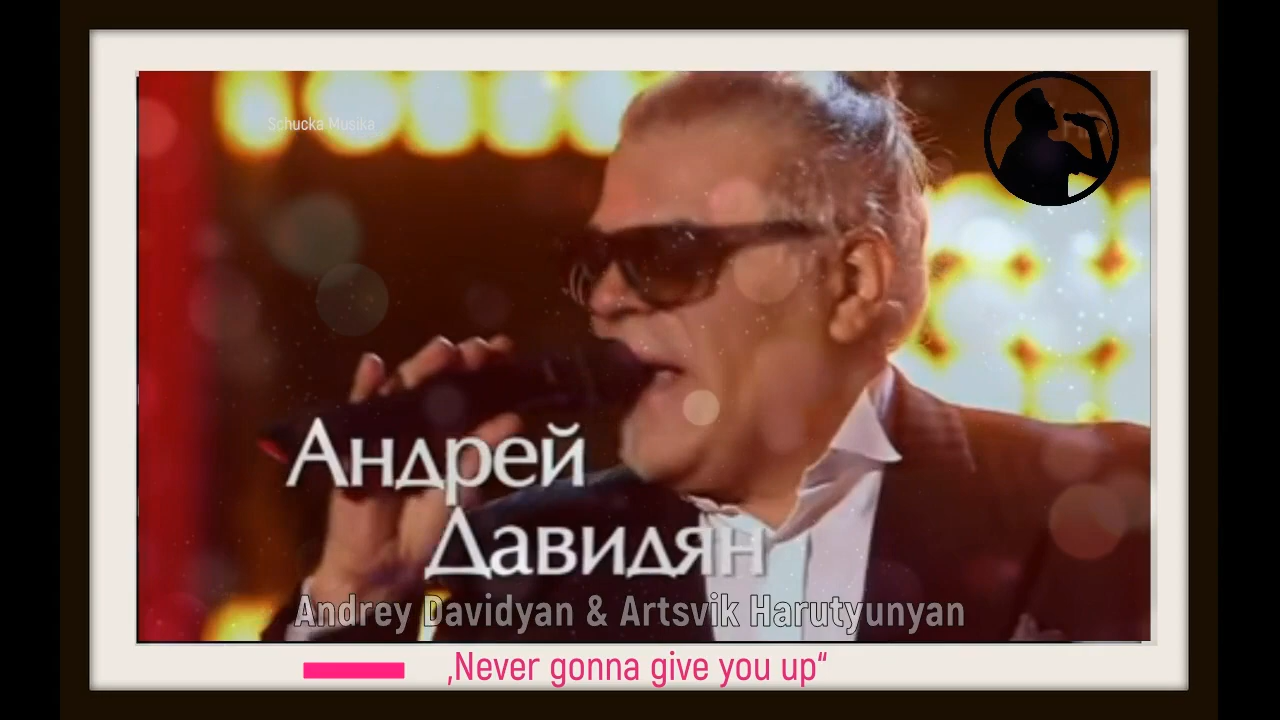 Schucka Musika
Андрей
Давидян
Andrey Davidyan & Artsvik Harutyunyan
‚Never gonna give you up“